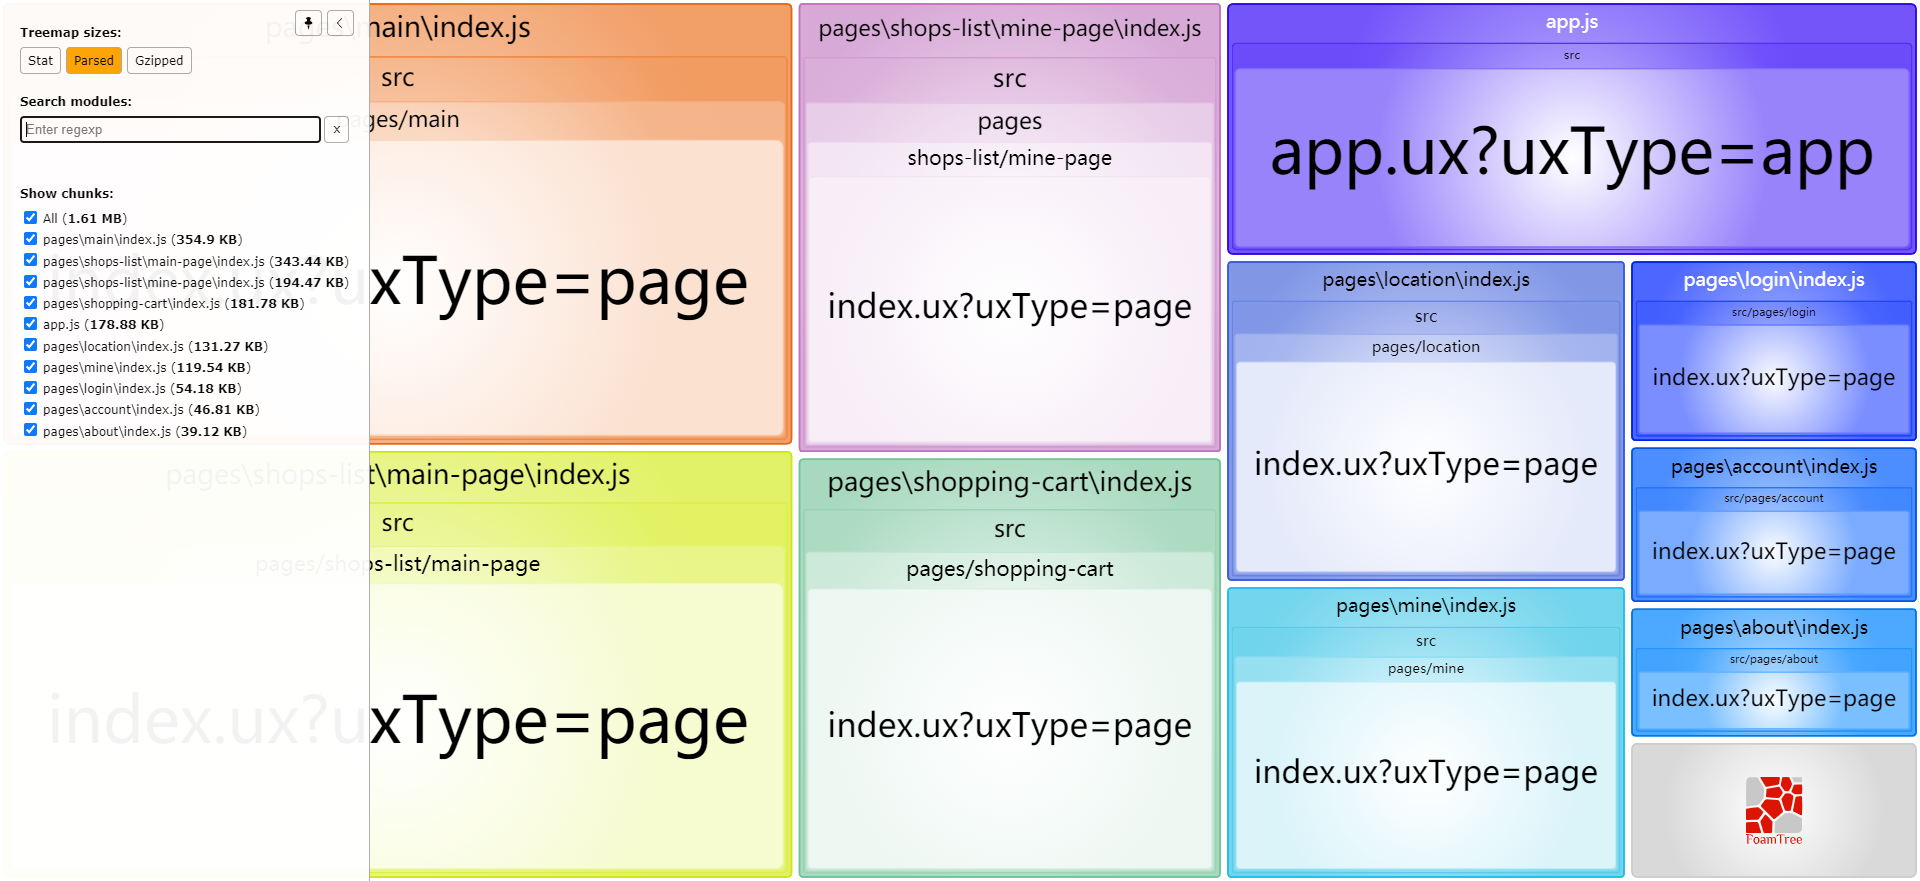 Treemap sizes:
Stat
Parsed
Gzipped
Search modules:
Enter regexp
x
Show chunks:
All (1.61 MB)
pages\main\index.js (354.9 KB)
pages\shops-list\main-page\index.js (343.44 KB)
pages\shops-list\mine-page\index.js (194.47 KB)
pages\shopping-cart\index.js (181.78 KB)
app.js (178.88 KB)
pages\location\index.js (131.27 KB)
pages\mine\index.js (119.54 KB)
pages\login\index.js (54.18 KB)
pages\account\index.js (46.81 KB)
pages\about\index.js (39.12 KB)
pages\main\index.js
src
pages/main
index.ux?uxType=page
pages\shops-list\main-page\index.js
src
pages/shops-list/main-page
index.ux?uxType=page
pages\shops-list\mine-page\index.js
src
pages
shops-list/mine-page
index.ux?uxType=page
pages\shopping-cart\index.js
src
pages/shopping-cart
index.ux?uxType=page
app.js
src
app.ux?uxType=app
pages\location\index.js
src
pages/location
index.ux?uxType=page
pages\mine\index.js
src
pages/mine
index.ux?uxType=page
pages\login\index.js
src/pages/login
index.ux?uxType=page
pages\account\index.js
src/pages/account
index.ux?uxType=page
pages\about\index.js
src/pages/about
index.ux?uxType=page
FoamTree